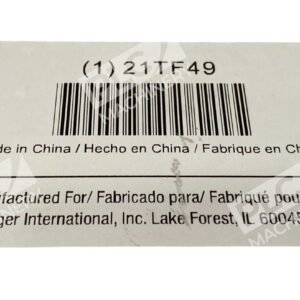 (1) 21TF49
de in China / Hecho en China / Fabrique en Ch
ufactured For/ Fabricado para/ Fabriqué pou
ger International, Inc. Lake Forest, IL 60045